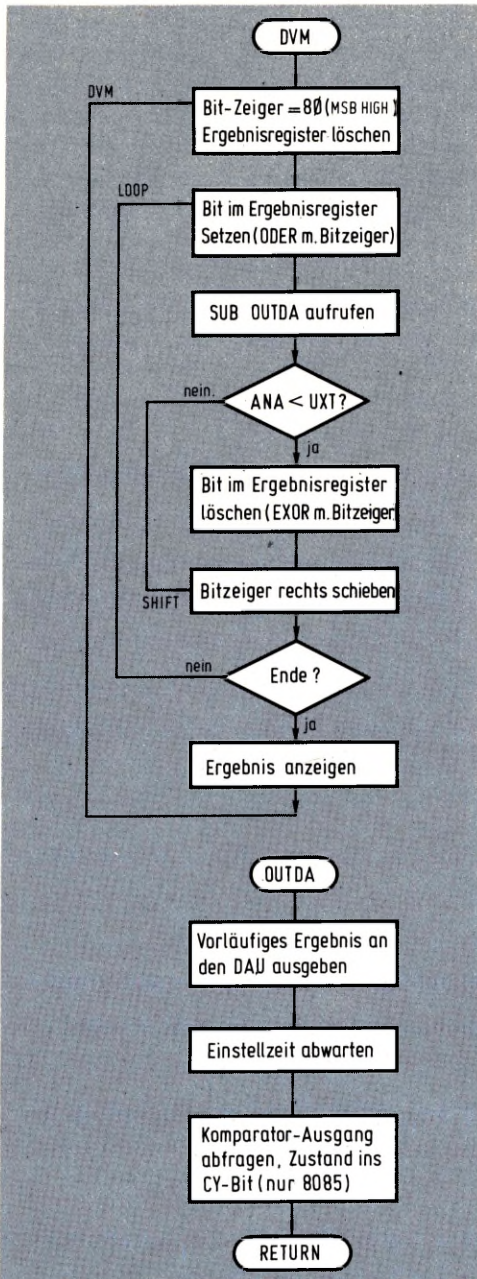 DVM
DVM
Bit-Zeiger = 8Ø (MSB HIGH)
Ergebnisregister löschen
LOOP
Bit im Ergebnisregister
Setzen (ODER m. Bitzeiger)
SUB OUTDA aufrufen
nein.
ANA < UXT?
ja
Bit im Ergebnisregister
löschen (EXOR m. Bitzeiger
SHIFT
Bitzeiger rechts schieben
nein
Ende ?
ja
Ergebnis anzeigen
OUTDA
Vorläufiges Ergebnis an
den DAU ausgeben
Einstellzeit abwarten
Komparator-Ausgang
abfragen, Zustand ins
CY-Bit (nur 8085)
RETURN